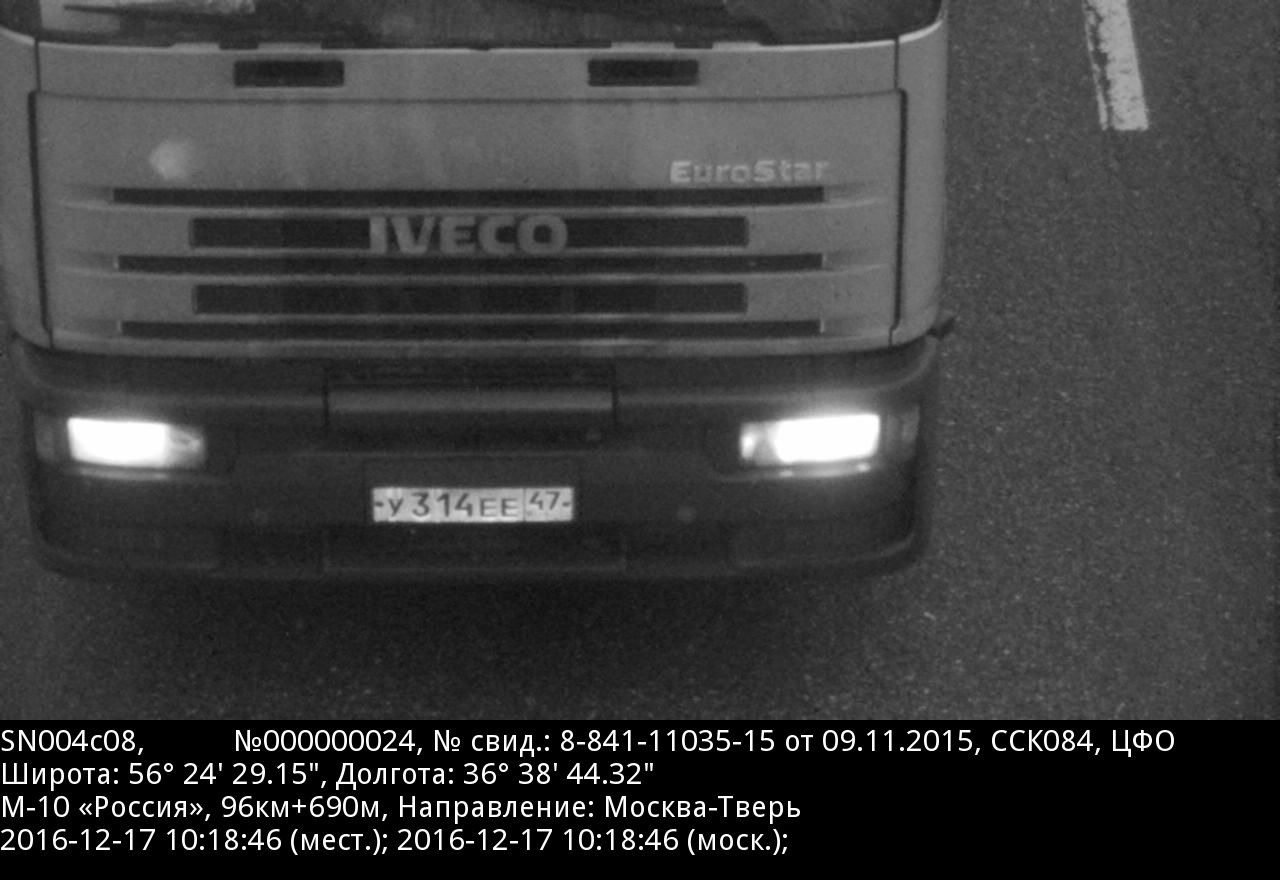 EuroStar
IVECO
У314ЕЕ 47
SN004c08, №000000024, № свид.: 8-841-11035-15 от 09.11.2015, ССК084, ЦФО
Широта: 56° 24' 29.15", Долгота: 36° 38' 44.32"
М-10 «Россия», 96км+690м, Направление: Москва-Тверь
2016-12-17 10:18:46 (мест.); 2016-12-17 10:18:46 (моск.);